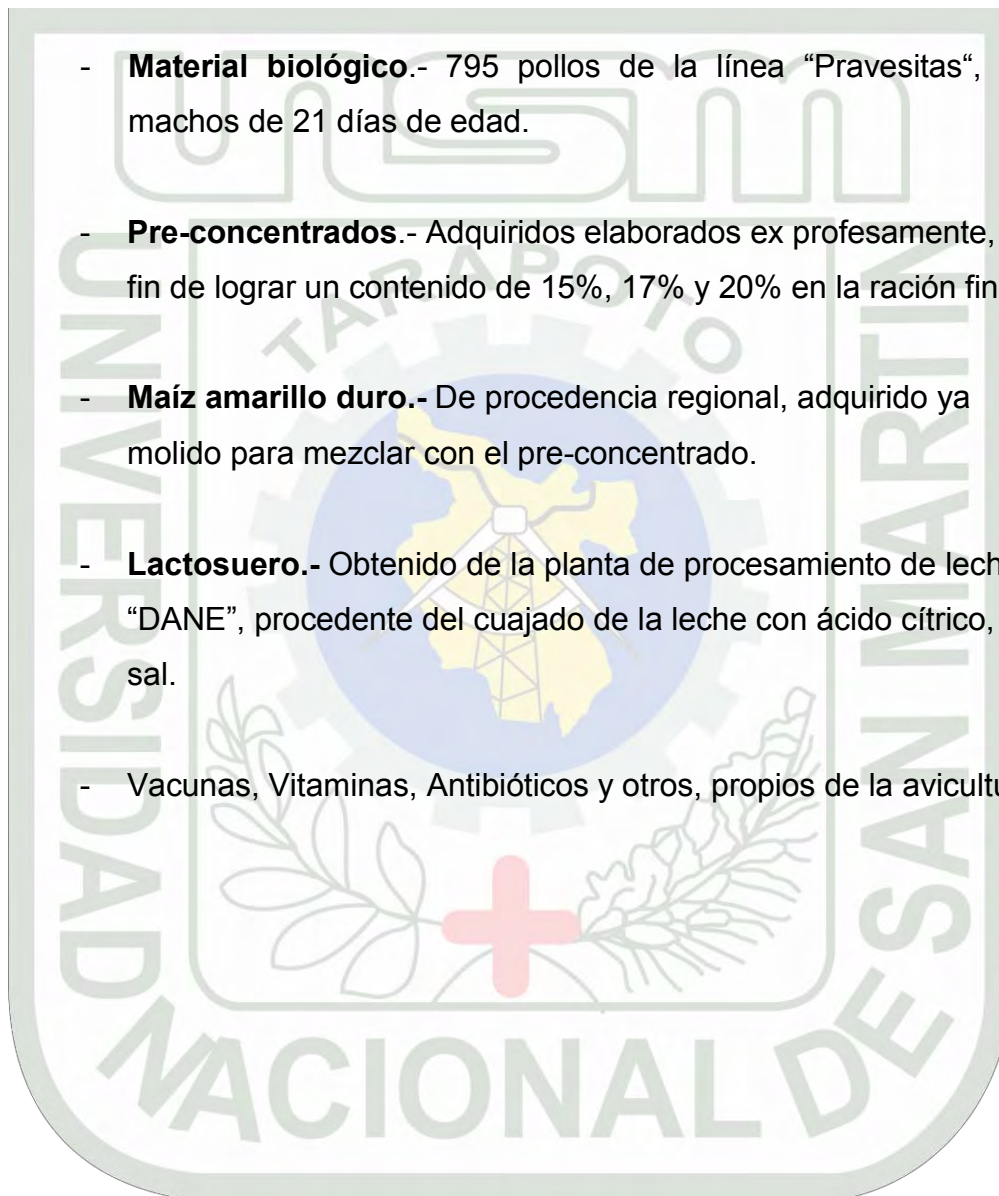 - Material biológico.- 795 pollos de la línea “Pravesitas“,
machos de 21 días de edad.
- Pre-concentrados.- Adquiridos elaborados ex profesamente,
fin de lograr un contenido de 15%, 17% y 20% en la ración
- Maíz amarillo duro.- De procedencia regional, adquirido ya
molido para mezclar con el pre-concentrado.
- Lactosuero.- Obtenido de la planta de procesamiento de
“DANE”, procedente del cuajado de la leche con ácido cítrico,
sal.
- Vacunas, Vitaminas, Antibióticos y otros, propios de la
unsm
TARAPOTO
UNIVERSIDAD
NACIONAL DE
SAN MARTIN